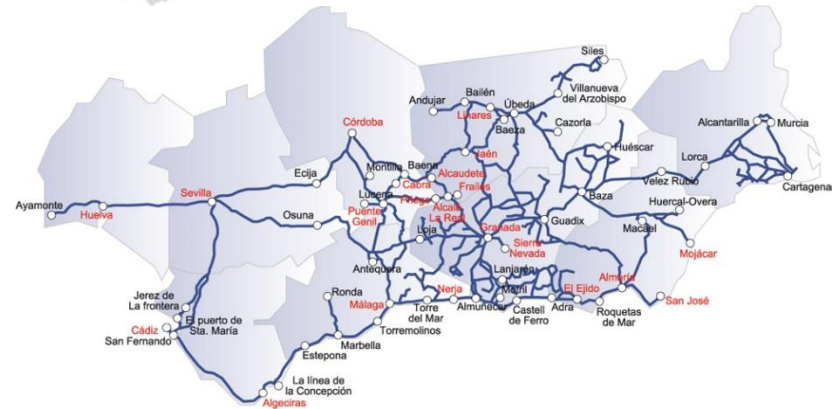 Siles
Villanueva
del Arzobispo
Bailén
Andujar
Úbeda
Linares
Baeza
Cazorla
Alcantarilla
Murcia
Córdoba
Jaén
Huéscar
Lorca
Montilla
Baena
Alcaudete
Ecija
Cabra
Frailes
Velez Rubio
Cartagena
Sevilla
Lucena
Priego
Alcalá
La Real
Baza
Ayamonte
Huelva
Puente
Genil
Huercal-Overa
Osuna
Loja
Granada
Guadix
Macael
Sierra
Nevada
Mojácar
Antequera
Lanjarón
Almería
Jerez de
La frontera
Ronda
Málaga
Nerja
Motril
El Ejido
San José
Cádiz
El puerto de
Sta. María
Torre
del Mar
Almuñecar
Castell
de Ferro
Adra
Roquetas
de Mar
San Fernando
Torremolinos
Marbella
Estepona
La línea de
la Concepción
Algeciras